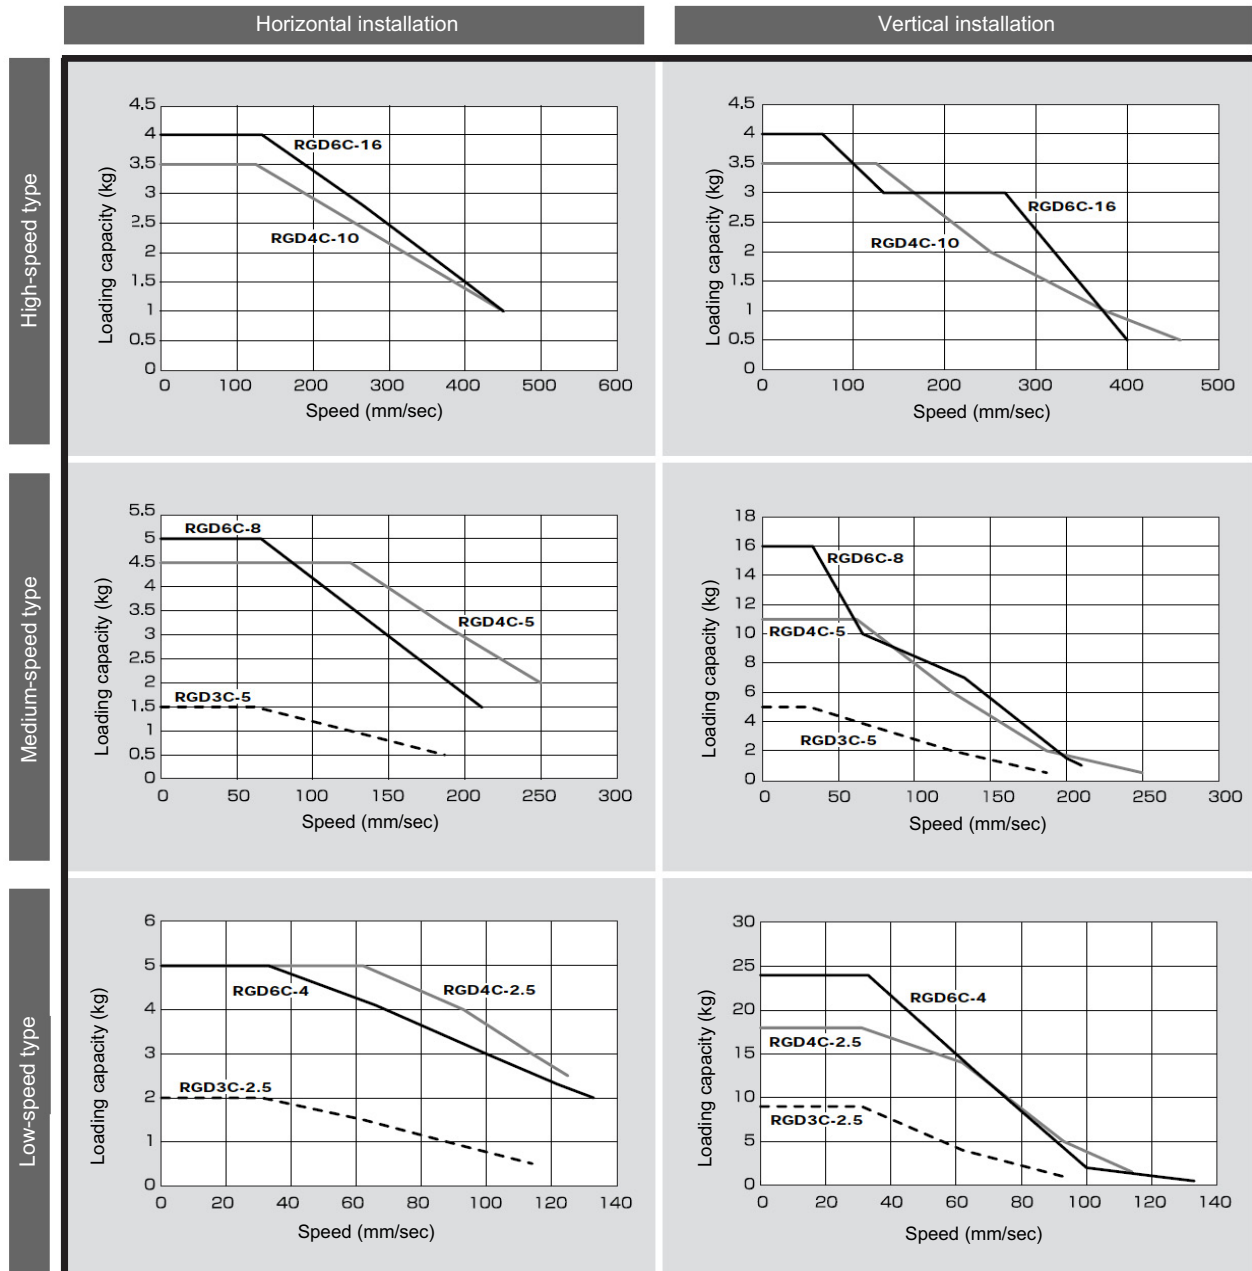 Horizontal installation
Vertical installation
High-speed type
4.5
4
3.5
3
2.5
2
1.5
1
0.5
0
Loading capacity (kg)
RGD6C-16
RGD4C-10
0 100 200 300 400 500 600
Speed (mm/sec)
4.5
4
3.5
3
2.5
2
1.5
1
0.5
0
Loading capacity (kg)
RGD6C-16
RGD4C-10
0 100 200 300 400 500
Speed (mm/sec)
Medium-speed type
5.5
5
4.5
4
3.5
3
2.5
2
1.5
1
0.5
0
Loading capacity (kg)
RGD6C-8
RGD4C-5
RGD3C-5
0 50 100 150 200 250 300
Speed (mm/sec)
18
16
14
12
10
8
6
4
2
0
Loading capacity (kg)
RGD6C-8
RGD4C-5
RGD3C-5
0 50 100 150 200 250 300
Speed (mm/sec)
Low-speed type
6
5
4
3
2
1
0
Loading capacity (kg)
RGD6C-4
RGD4C-2.5
RGD3C-2.5
0 20 40 60 80 100 120 140
Speed (mm/sec)
30
25
20
15
10
5
0
Loading capacity (kg)
RGD6C-4
RGD4C-2.5
RGD3C-2.5
0 20 40 60 80 100 120 140
Speed (mm/sec)